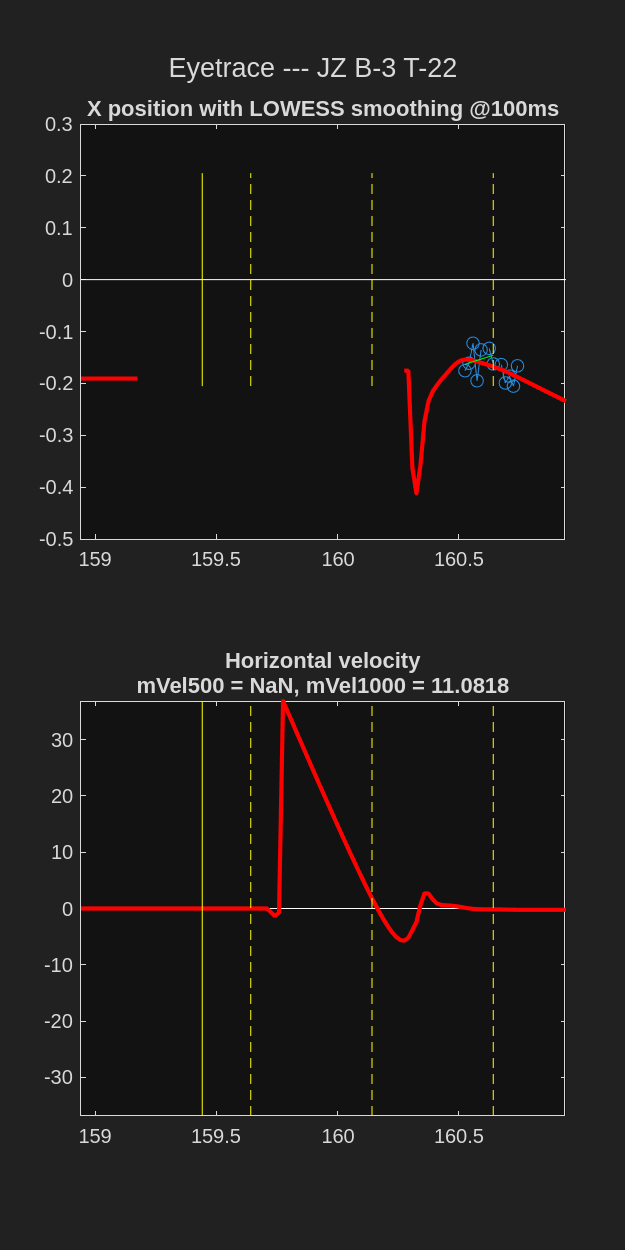 Eyetrace --- JZ B-3 T-22
X position with LOWESS smoothing @100ms
0.3
0.2
0.1
0
-0.1
-0.2
-0.3
-0.4
-0.5
159 159.5 160 160.5
Horizontal velocity
mVel500 = NaN, mVel1000 = 11.0818
30
20
10
0
-10
-20
-30
159 159.5 160 160.5